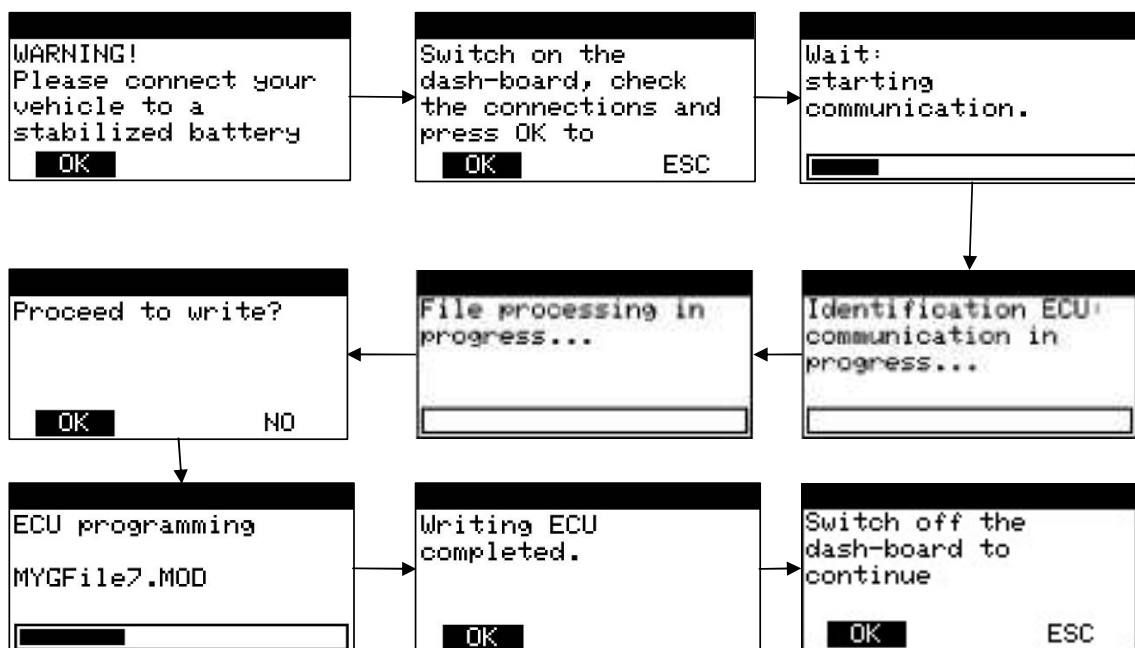 WARNING!
Please connect your
vehicle to a
stabilized battery
OK
Switch on the
dash-board, check
the connections and
press OK to
OK ESC
Wait:
starting
communication.
Identification ECU:
communication in
progress...
File processing in
progress...
Proceed to write?
OK NO
ECU programming
MYGFile7.MOD
Writing ECU
completed.
OK
Switch off the
dash-board to
continue
OK ESC